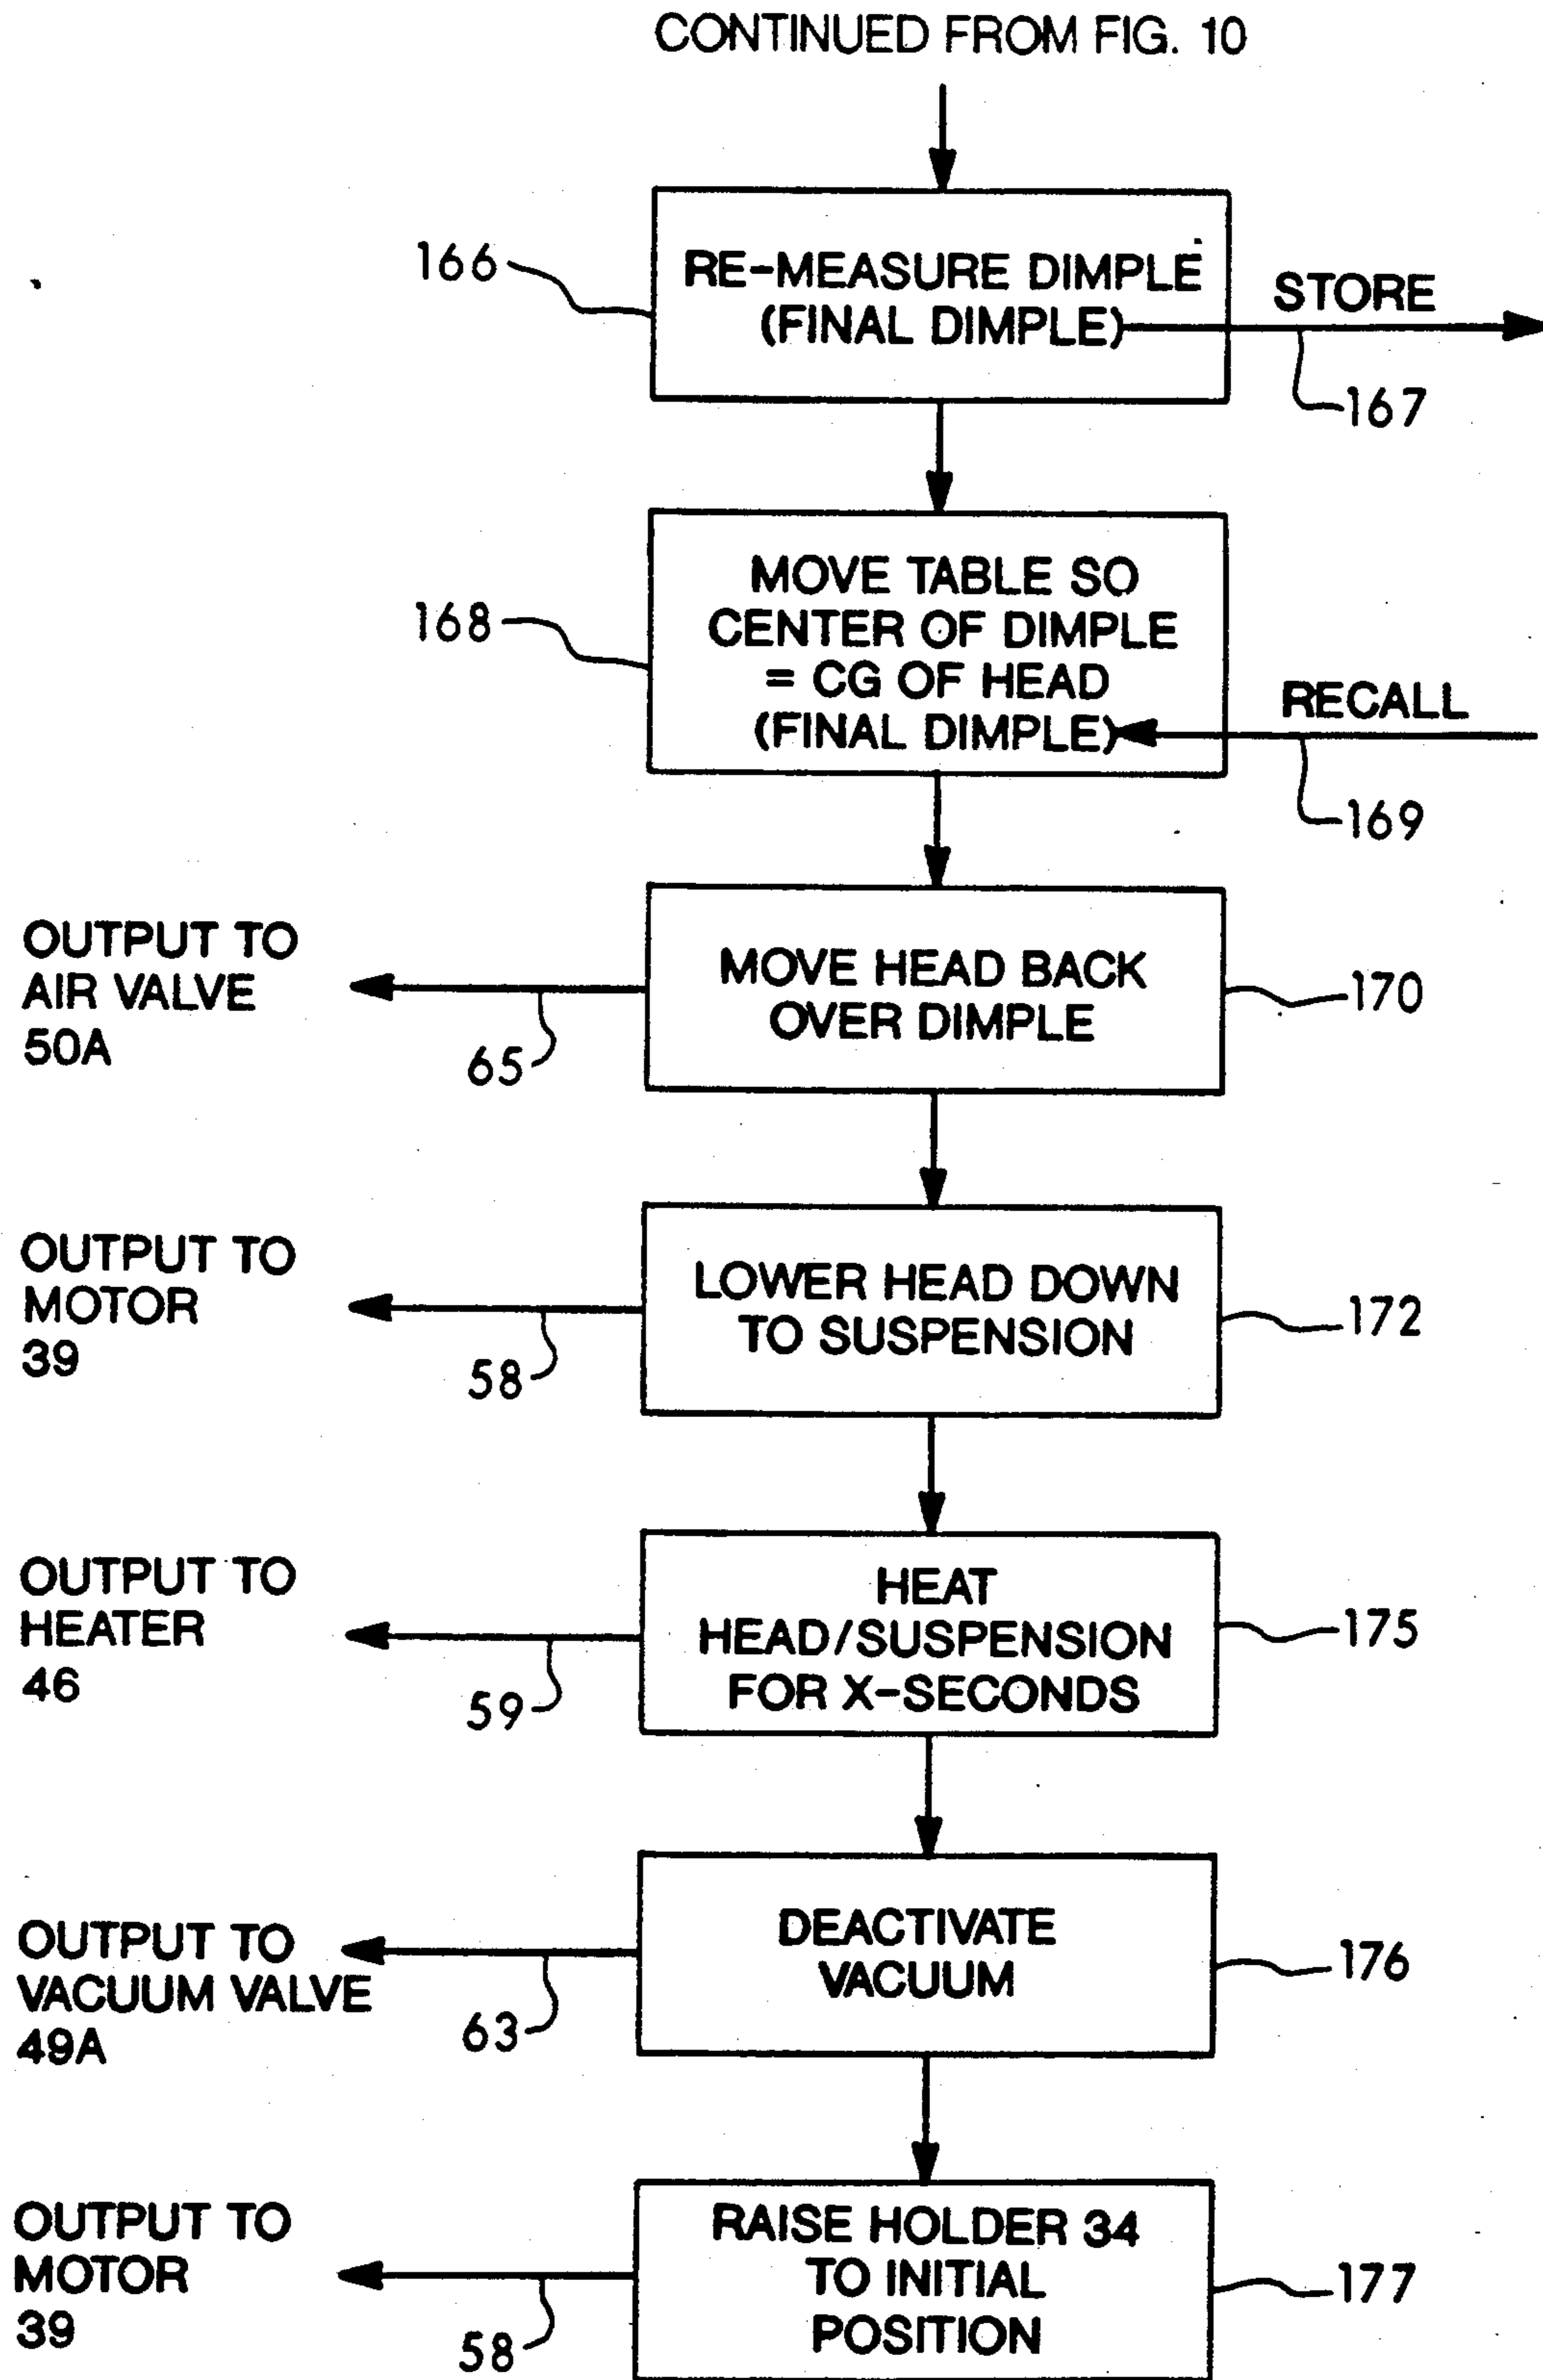 CONTINUED FROM FIG. 10
166
RE-MEASURE DIMPLE
(FINAL DIMPLE)
STORE
167
168
MOVE TABLE SO
CENTER OF DIMPLE
= CG OF HEAD
(FINAL DIMPLE)
RECALL
169
OUTPUT TO
AIR VALVE
50A
65
MOVE HEAD BACK
OVER DIMPLE
170
OUTPUT TO
MOTOR
39
58
LOWER HEAD DOWN
TO SUSPENSION
172
OUTPUT TO
HEATER
46
59
HEAT
HEAD/SUSPENSION
FOR X-SECONDS
175
OUTPUT TO
VACUUM VALVE
49A
63
DEACTIVATE
VACUUM
176
OUTPUT TO
MOTOR
39
58
RAISE HOLDER 34
TO INITIAL
POSITION
177